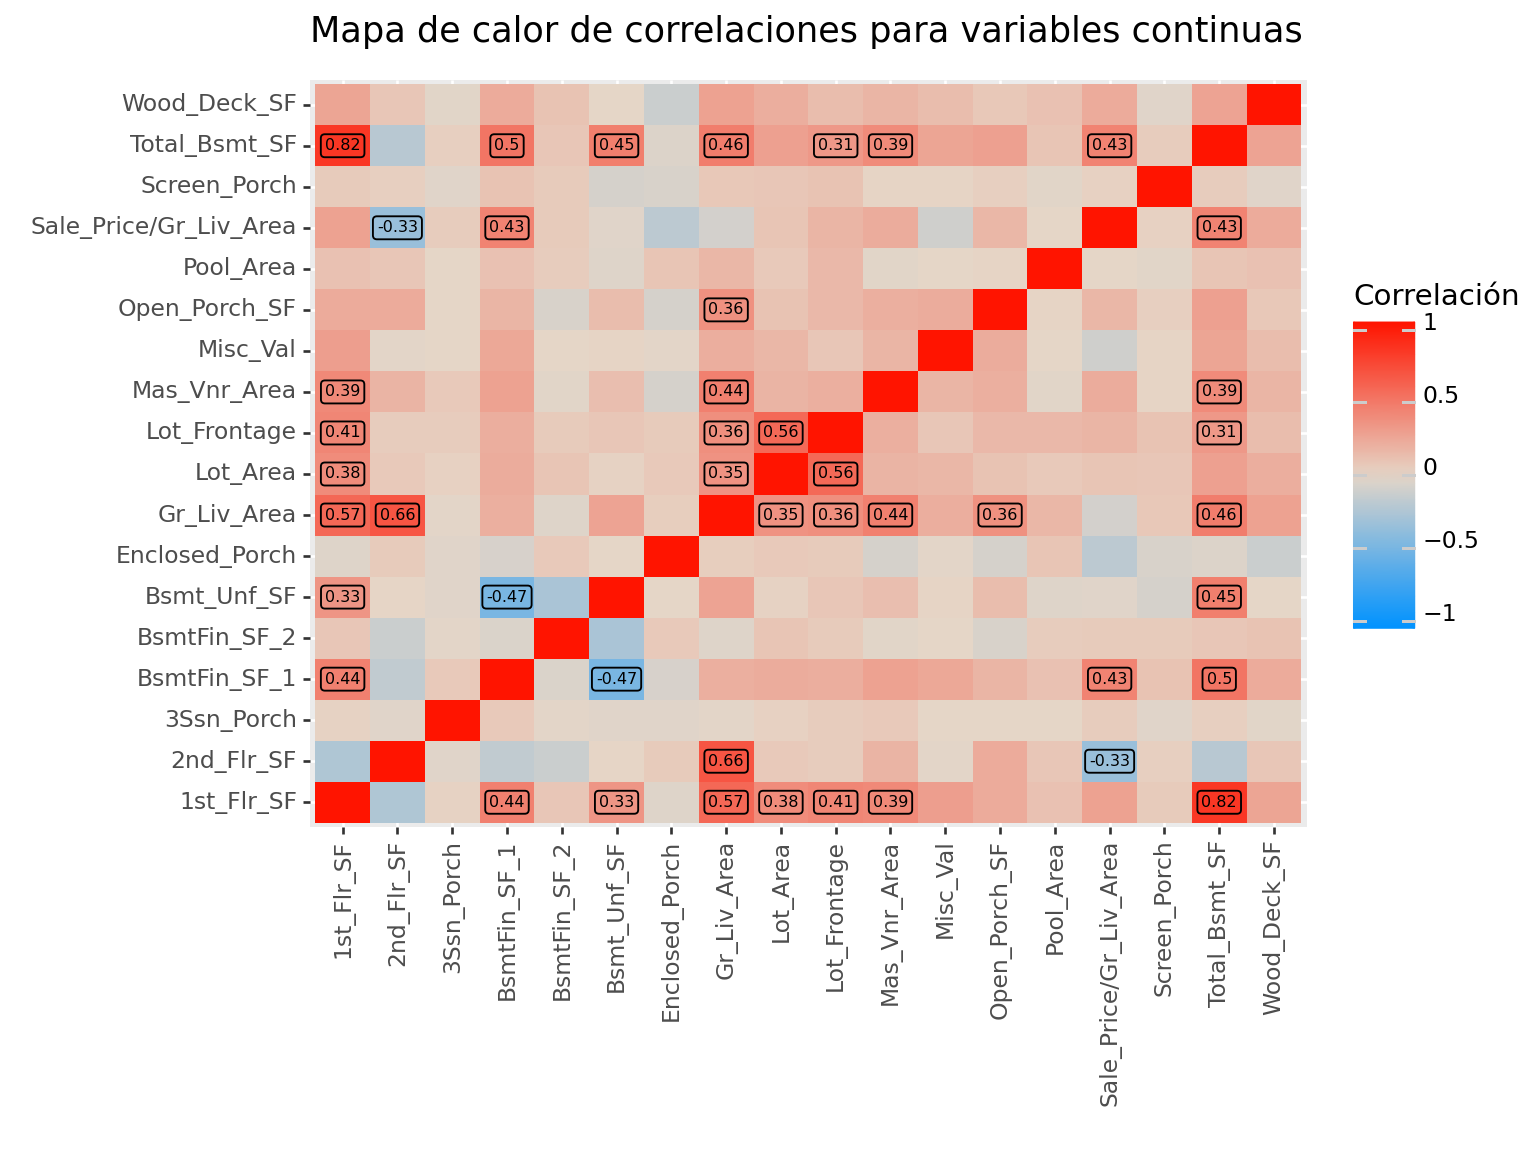 Mapa de calor de correlaciones para variables continuas
Wood_Deck_SF
Total_Bsmt_SF 0.82 0.5 0.45 0.46 0.31 0.39 0.43
Screen_Porch
Sale_Price/Gr_Liv_Area -0.33 0.43 0.43
Pool_Area
Open_Porch_SF 0.36
Misc_Val
Mas_Vnr_Area 0.39 0.44 0.39
Lot_Frontage 0.41 0.36 0.56 0.31
Lot_Area 0.38 0.35 0.56
Gr_Liv_Area 0.57 0.66 0.35 0.36 0.44 0.36 0.46
Enclosed_Porch
Bsmt_Unf_SF 0.33 -0.47 0.45
BsmtFin_SF_2
BsmtFin_SF_1 0.44 -0.47 0.43 0.5
3Ssn_Porch
2nd_Flr_SF 0.66 -0.33
1st_Flr_SF 0.44 0.33 0.57 0.38 0.41 0.39 0.82
1st_Flr_SF
2nd_Flr_SF
3Ssn_Porch
BsmtFin_SF_1
BsmtFin_SF_2
Bsmt_Unf_SF
Enclosed_Porch
Gr_Liv_Area
Lot_Area
Lot_Frontage
Mas_Vnr_Area
Misc_Val
Open_Porch_SF
Pool_Area
Sale_Price/Gr_Liv_Area
Screen_Porch
Total_Bsmt_SF
Wood_Deck_SF
Correlación
1
0.5
0
−0.5
−1